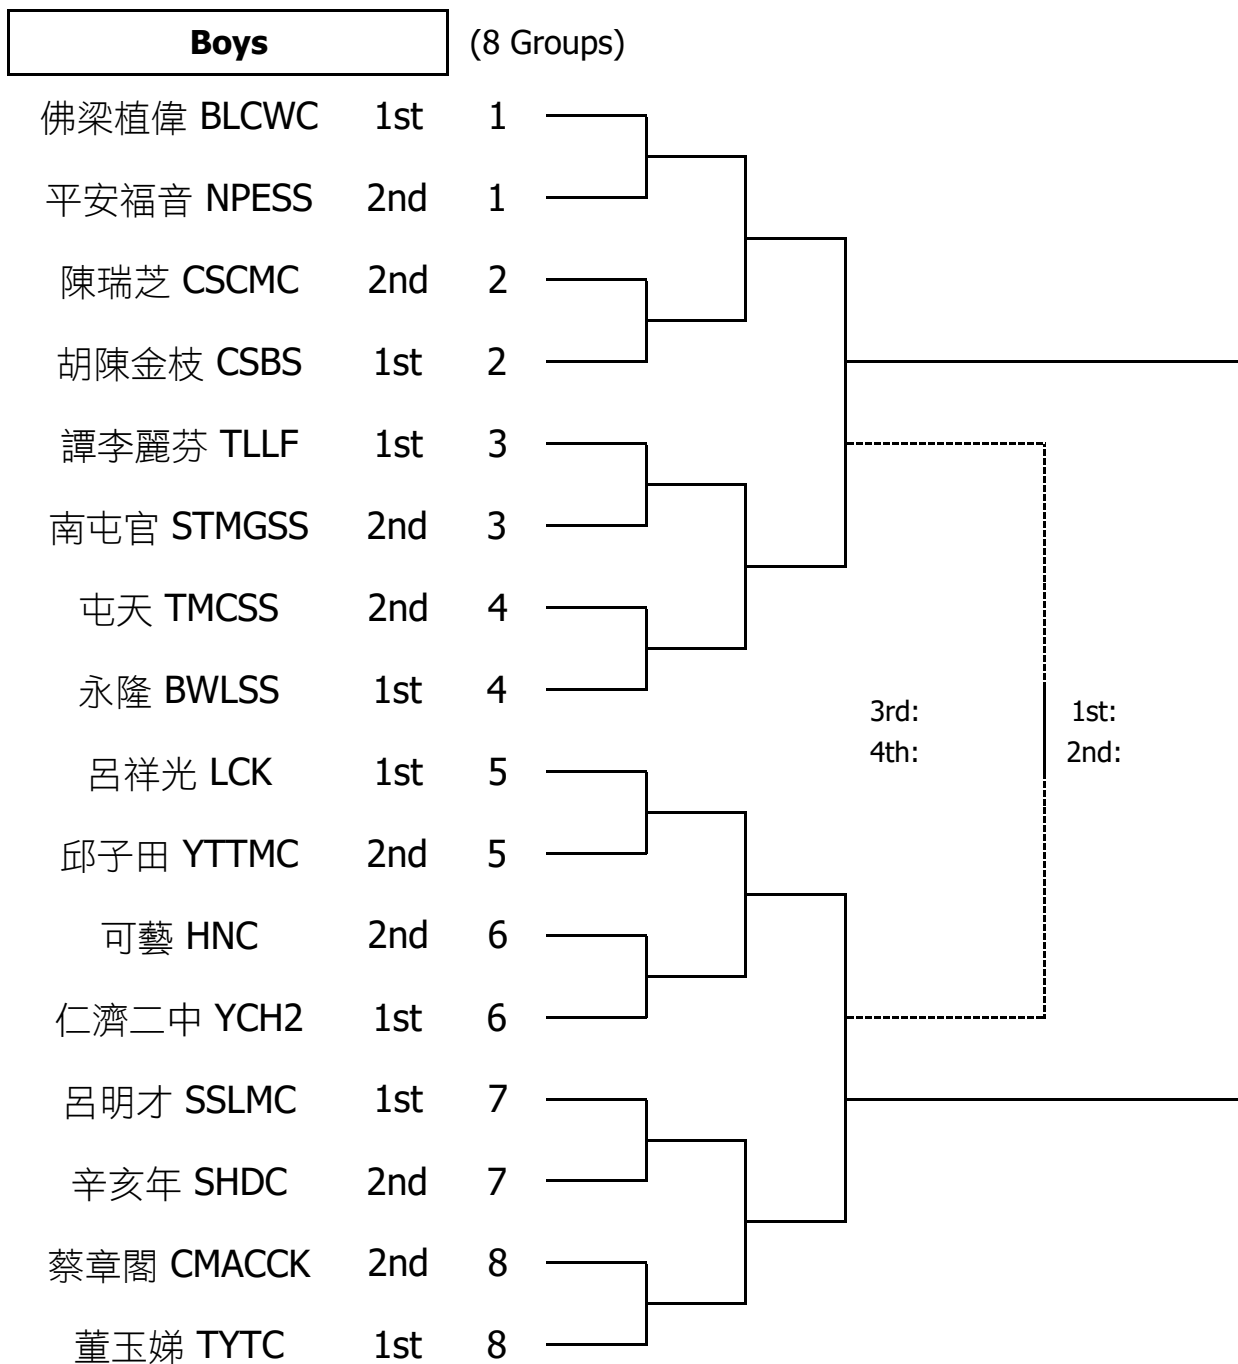 Boys (8 Groups)
佛梁植偉 BLCWC 1st 1
平安福音 NPESS 2nd 1
陳瑞芝 CSCMC 2nd 2
胡陳金枝 CSBS 1st 2
譚李麗芬 TLLF 1st 3
南屯官 STMGSS 2nd 3
屯天 TMCSS 2nd 4
永隆 BWLSS 1st 4
3rd: 1st:
4th: 2nd:
呂祥光 LCK 1st 5
邱子田 YTTMC 2nd 5
可藝 HNC 2nd 6
仁濟二中 YCH2 1st 6
呂明才 SSLMC 1st 7
辛亥年 SHDC 2nd 7
蔡章閣 CMACCK 2nd 8
董玉娣 TYTC 1st 8